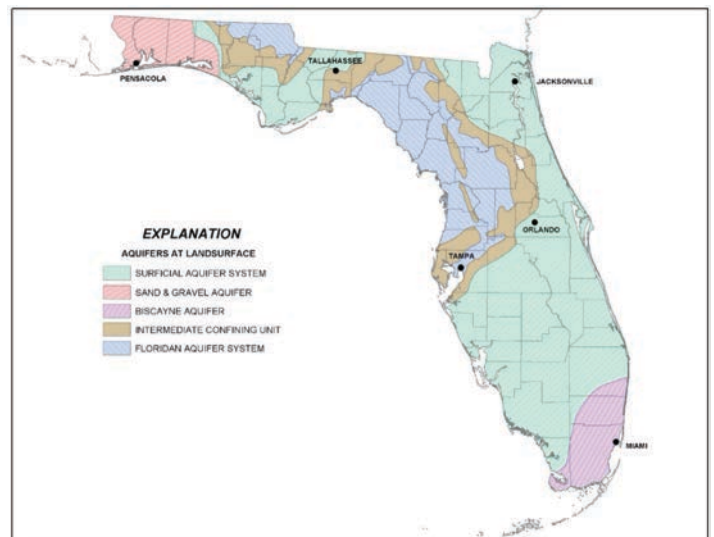 TALLAHASSEE
PENSACOLA
JACKSONVILLE
EXPLANATION
AQUIFERS AT LANDSURFACE
SURFICIAL AQUIFER SYSTEM
SAND & GRAVEL AQUIFER
BISCAYNE AQUIFER
INTERMEDIATE CONFINING UNIT
FLORIDAN AQUIFER SYSTEM
ORLANDO
TAMPA
MIAMI